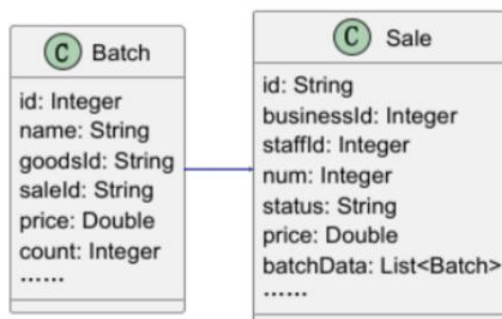 C Batch
id: Integer
name: String
goodsId: String
saleId: String
price: Double
count: Integer
......
C Sale
id: String
businessId: Integer
staffId: Integer
num: Integer
status: String
price: Double
batchData: List<Batch>
......